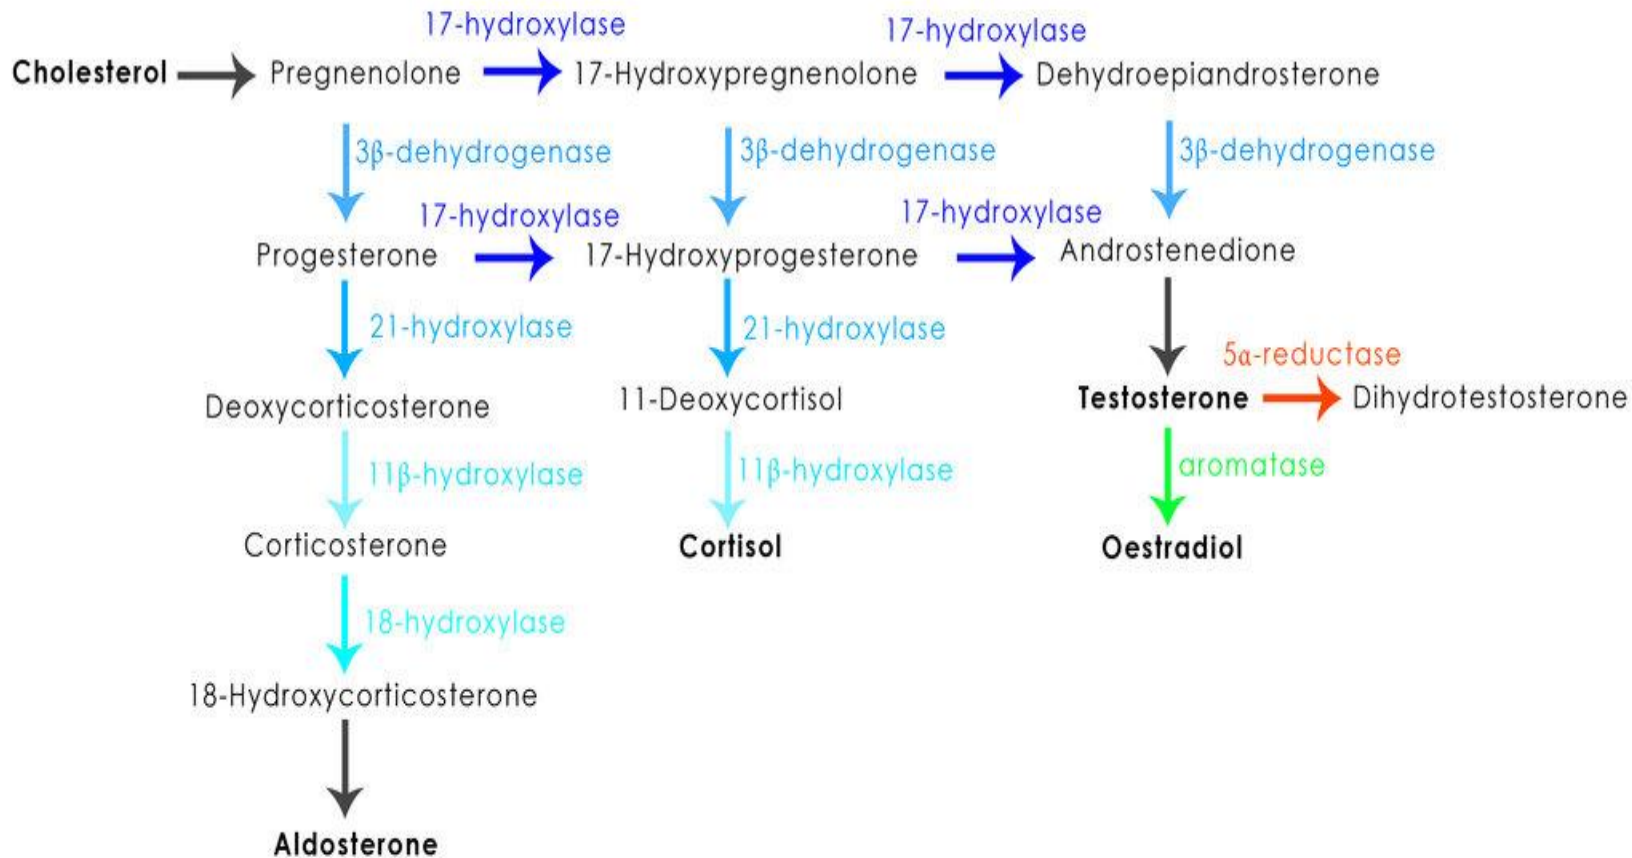 17-hydroxylase 17-hydroxylase
Cholesterol Pregnenolone 17-Hydroxypregnenolone Dehydroepiandrosterone
3β-dehydrogenase 3β-dehydrogenase 3β-dehydrogenase
17-hydroxylase 17-hydroxylase
Progesterone 17-Hydroxyprogesterone Androstenedione
21-hydroxylase 21-hydroxylase
5α-reductase
Deoxycorticosterone 11-Deoxycortisol Testosterone Dihydrotestosterone
11β-hydroxylase 11β-hydroxylase aromatase
Corticosterone Cortisol Oestradiol
18-hydroxylase
18-Hydroxycorticosterone
Aldosterone